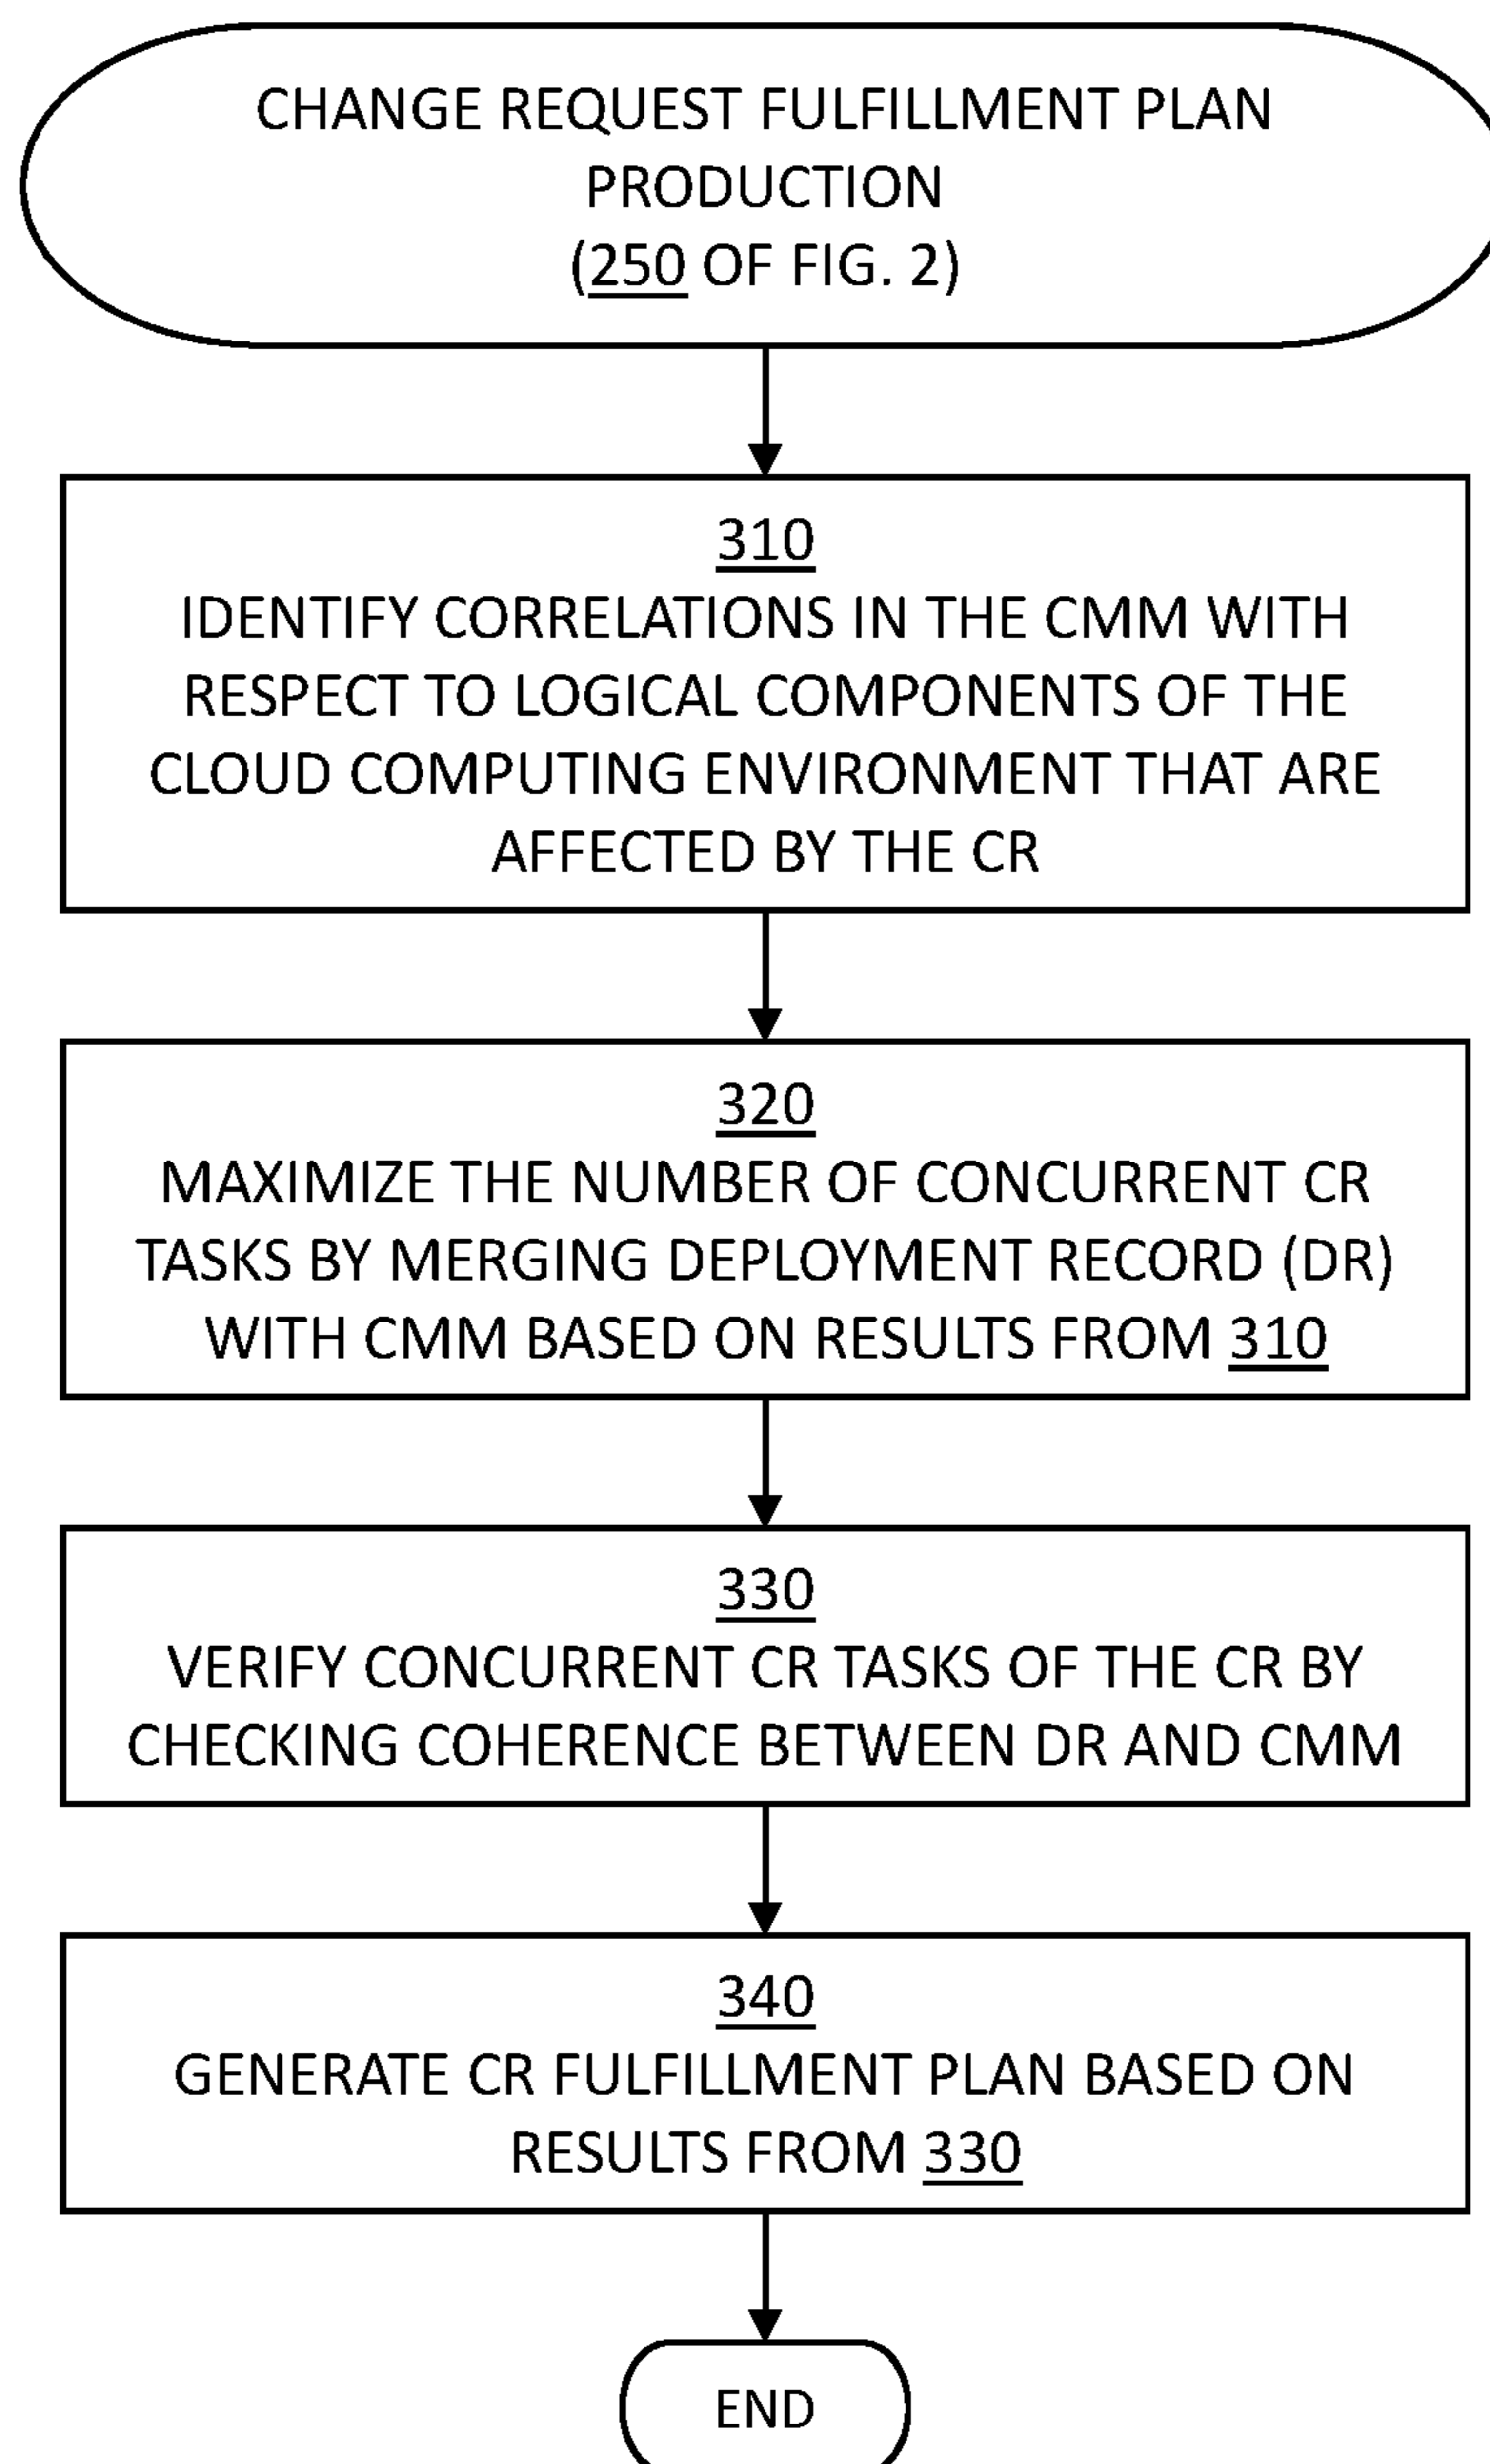 CHANGE REQUEST FULFILLMENT PLAN
PRODUCTION
(250 OF FIG. 2)
310
IDENTIFY CORRELATIONS IN THE CMM WITH
RESPECT TO LOGICAL COMPONENTS OF THE
CLOUD COMPUTING ENVIRONMENT THAT ARE
AFFECTED BY THE CR
320
MAXIMIZE THE NUMBER OF CONCURRENT CR
TASKS BY MERGING DEPLOYMENT RECORD (DR)
WITH CMM BASED ON RESULTS FROM 310
330
VERIFY CONCURRENT CR TASKS OF THE CR BY
CHECKING COHERENCE BETWEEN DR AND CMM
340
GENERATE CR FULFILLMENT PLAN BASED ON
RESULTS FROM 330
END